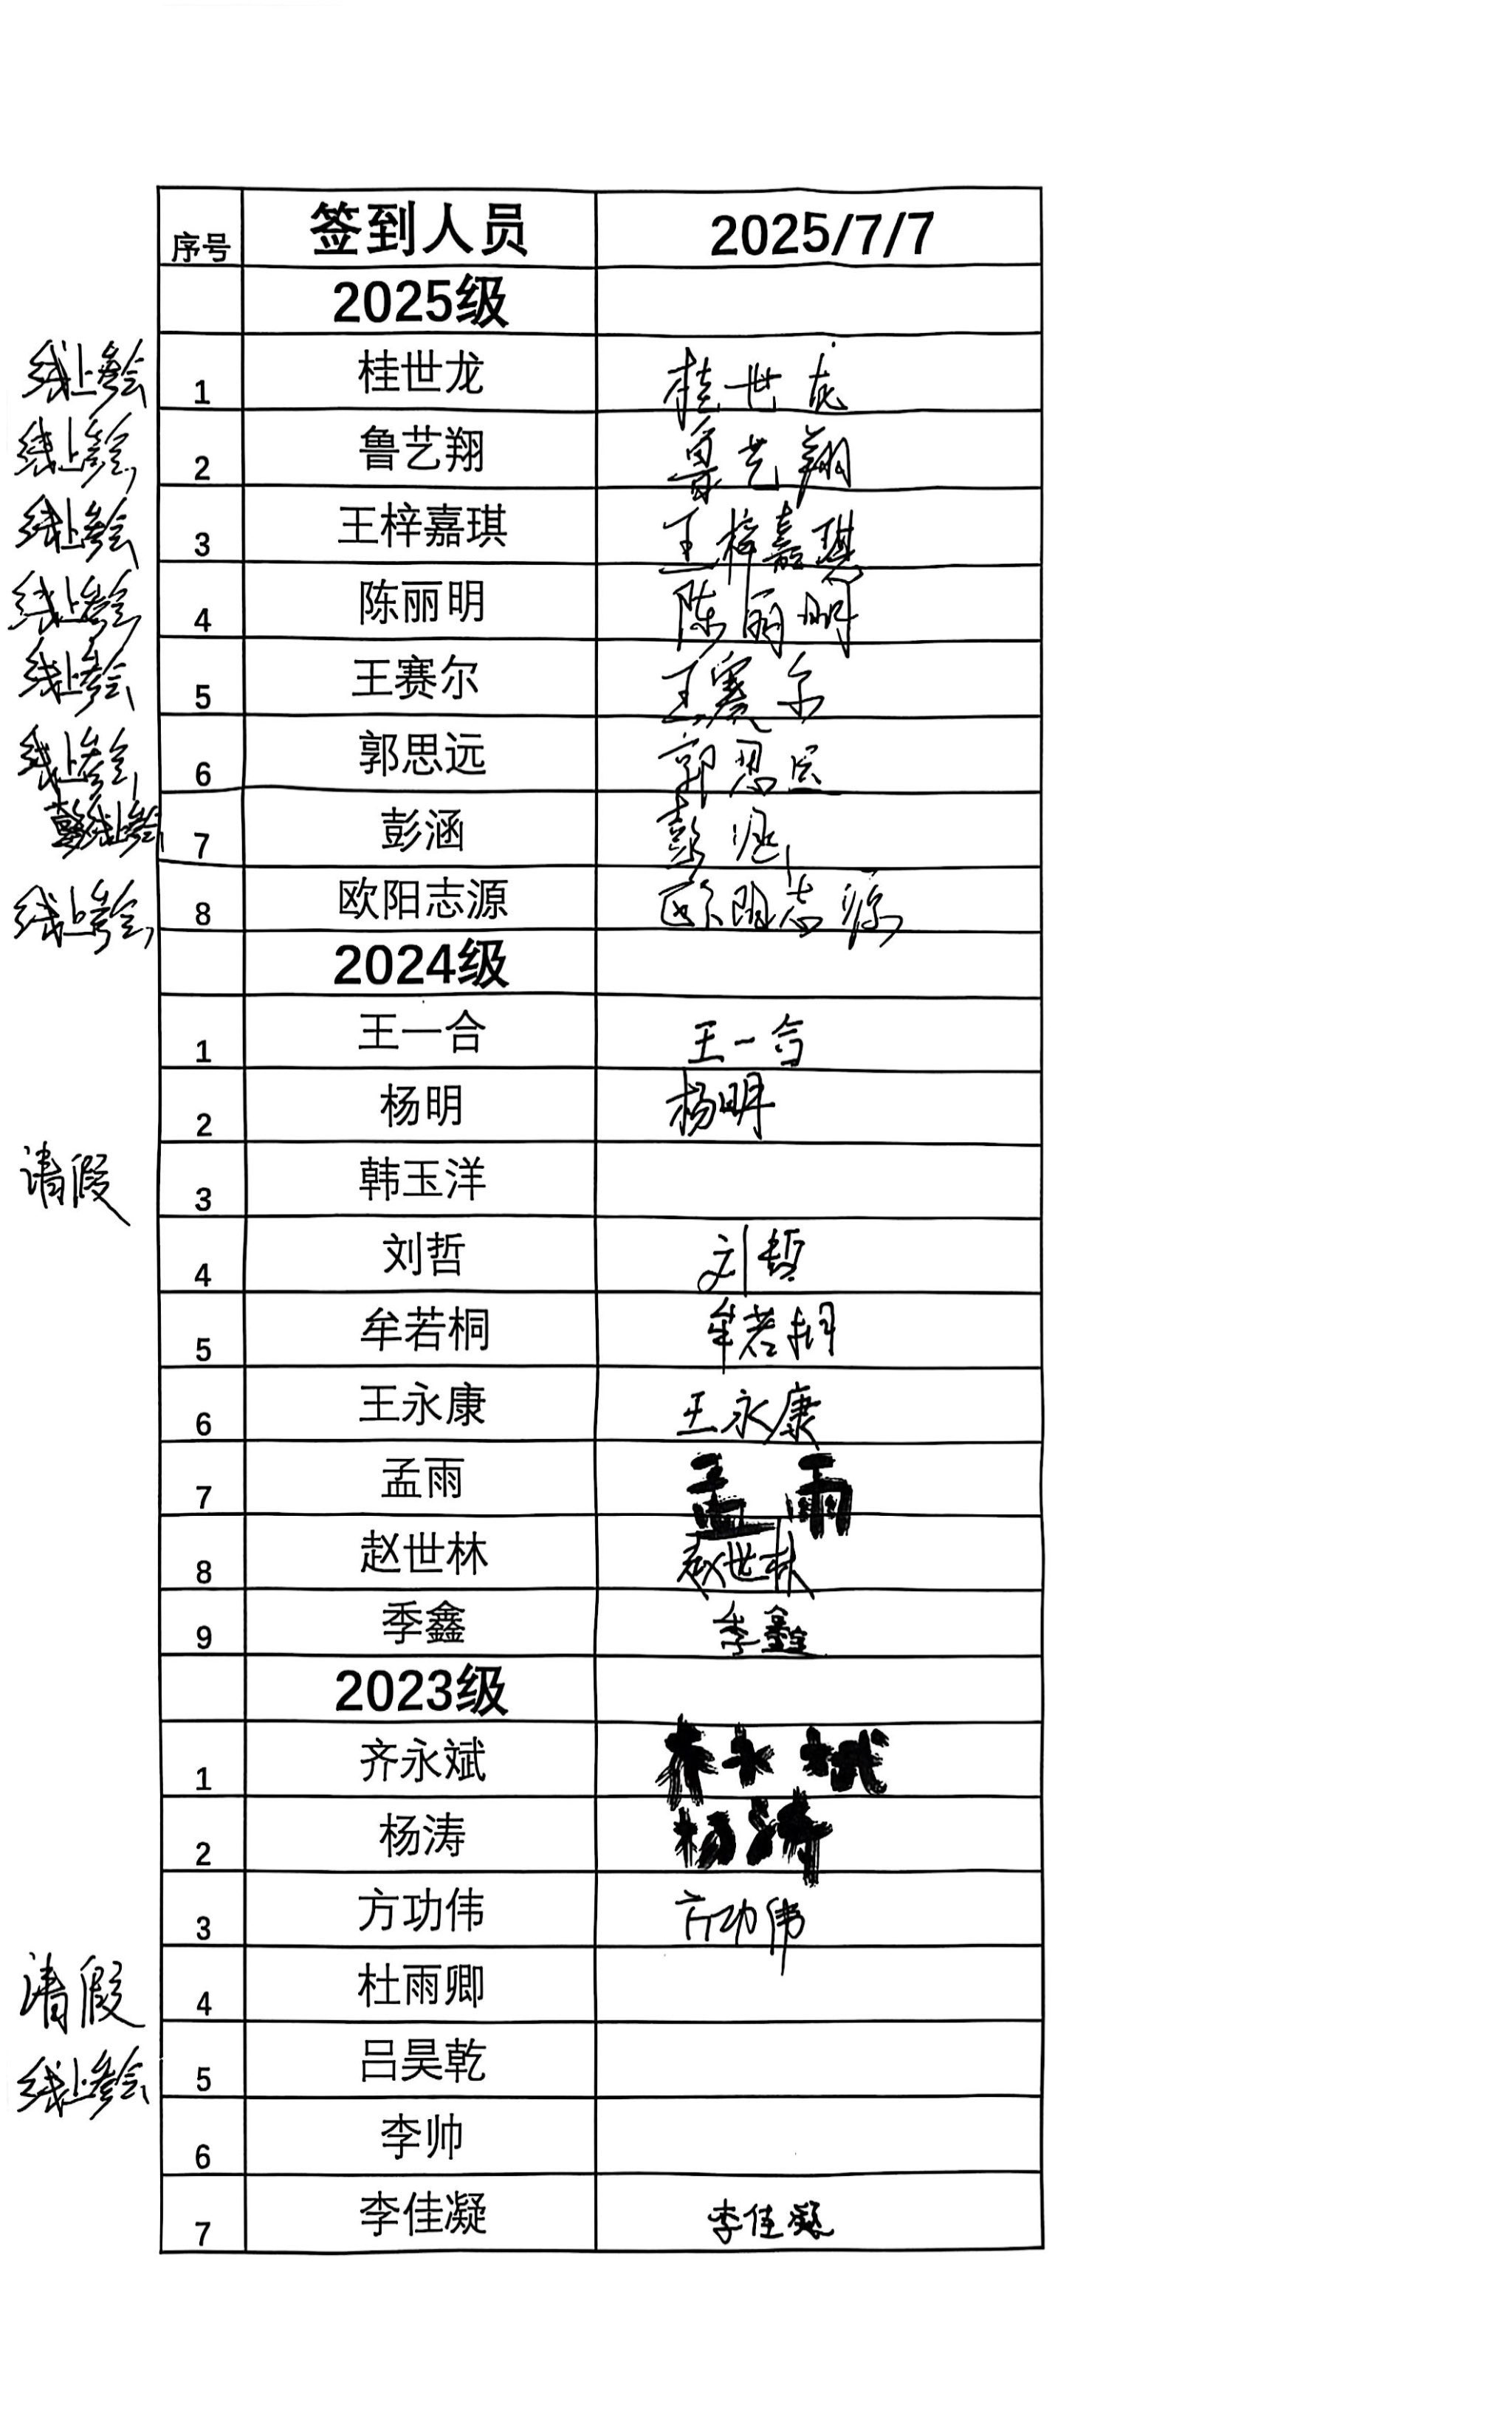 序号 签到人员 2025/7/7
2025级
线上参会 1 桂世龙 桂世龙
线上参会 2 鲁艺翔 鲁艺翔
线上参会 3 王梓嘉琪 王梓嘉琪
线上参会 4 陈丽明 陈丽明
线上参会 5 王赛尔 王赛尔
线上参会 6 郭思远 郭思远
线上参会 7 彭涵 彭涵
线上参会 8 欧阳志源 欧阳志源
2024级
1 王一合 王一合
2 杨明 杨明
请假 3 韩玉洋
4 刘哲 刘哲
5 牟若桐 牟若桐
6 王永康 王永康
7 孟雨 孟雨
8 赵世林 赵世林
9 季鑫 季鑫
2023级
1 齐永斌 齐永斌
2 杨涛 杨涛
3 方功伟 方功伟
请假 4 杜雨卿
线上参会 5 吕昊乾
6 李帅
7 李佳凝 李佳凝